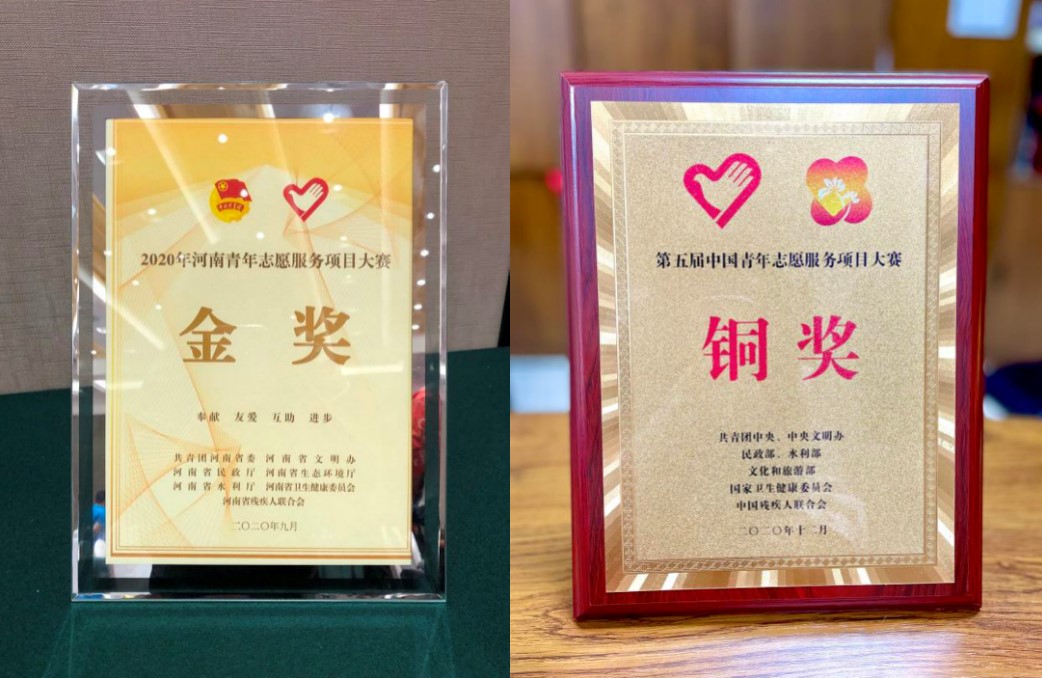 2020年河南青年志愿服务项目大赛
金 奖
奉献 友爱 互助 进步
共青团河南省委 河南省文明办
河南省民政厅 河南省生态环境厅
河南省水利厅 河南省卫生健康委员会
河南省残疾人联合会
二〇二〇年九月
第五届中国青年志愿服务项目大赛
铜 奖
共青团中央、中央文明办
民政部、水利部
文化和旅游部
国家卫生健康委员会
中国残疾人联合会
二〇二〇年十二月